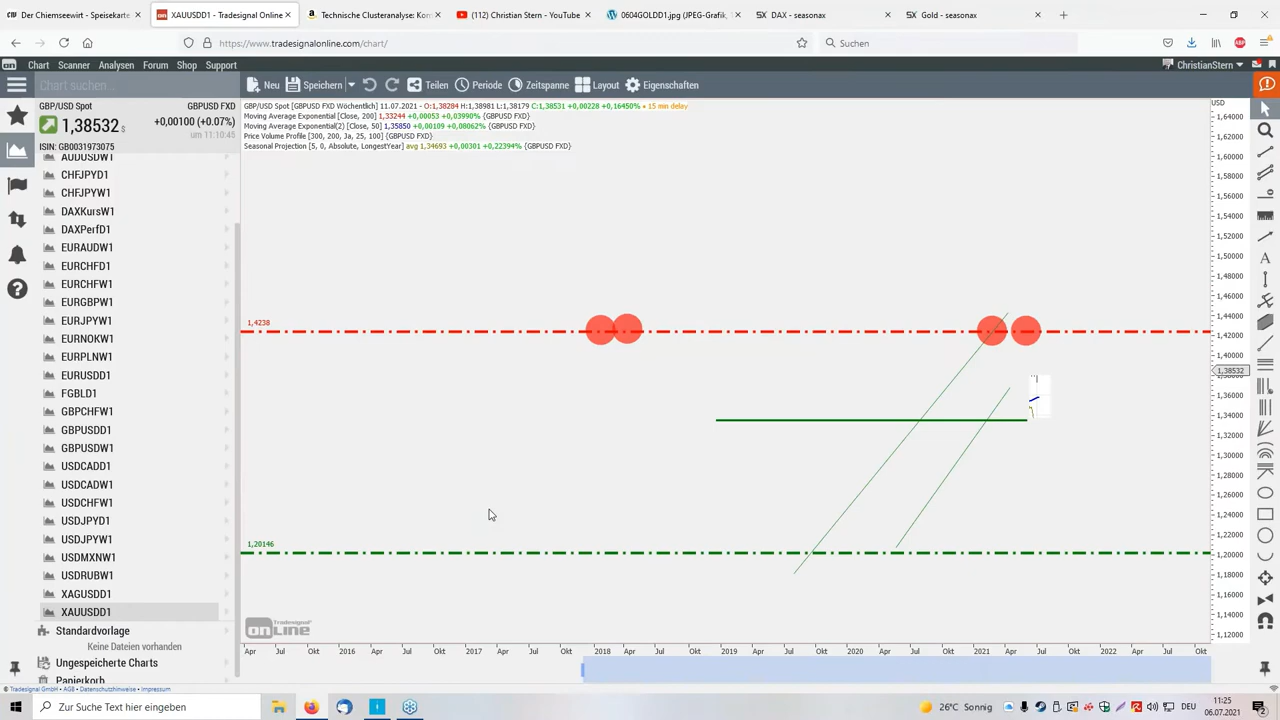 Der Chiemseewirt - Speisekarte
XAUUSDD1 - Tradesignal Online
Technische Clusteranalyse: Kom
(112) Christian Stern - YouTube
0604GOLDD1.jpg (JPEG-Grafik,
DAX - seasonax
Gold - seasonax
https://www.tradesignalonline.com/chart/
Suchen
Chart Scanner Analysen Forum Shop Support
ChristianStern
Chart suchen ...
Neu Speichern Teilen Periode Zeitspanne Layout Eigenschaften
GBP/USD Spot GBPUSD FXD
1,38532 $
+0,00100 (+0.07%)
um 11:10:45
ISIN: GB0031973075
AUDUSDW1
CHFJPYD1
CHFJPYW1
DAXKursW1
DAXPerfD1
EURAUDW1
EURCHFD1
EURCHFW1
EURGBPW1
EURJPYW1
EURNOKW1
EURPLNW1
EURUSDD1
FGBLD1
GBPCHFW1
GBPUSDD1
GBPUSDW1
USDCADD1
USDCADW1
USDCHFW1
USDJPYD1
USDJPYW1
USDMXNW1
USDRUBW1
XAGUSDD1
XAUUSDD1
Standardvorlage
Keine Dateien vorhanden
Ungespeicherte Charts
Papierkorb
© Tradesignal GmbH • AGB • Datenschutzhinweise • Impressum
GBP/USD Spot [GBPUSD FXD Wöchentlich] 11.07.2021 - O:1,38284 H:1,38981 L:1,38179 C:1,38531 +0,00228 +0,16450% • 15 min delay
Moving Average Exponential [Close, 200] 1,33244 +0,00053 +0,03990% {GBPUSD FXD}
Moving Average Exponential(2) [Close, 50] 1,35850 +0,00109 +0,08062% {GBPUSD FXD}
Price Volume Profile [300, 200, Ja, 25, 100] {GBPUSD FXD}
Seasonal Projection [5, 0, Absolute, LongestYear] avg 1,34693 +0,00301 +0,22394% {GBPUSD FXD}
1,4238
1,20146
USD
1,64000
1,62000
1,60000
1,58000
1,56000
1,54000
1,52000
1,50000
1,48000
1,46000
1,44000
1,42000
1,40000
1,38532
1,36000
1,34000
1,32000
1,30000
1,28000
1,26000
1,24000
1,22000
1,20000
1,18000
1,16000
1,14000
1,12000
Tradesignal
on LINE
Apr Jul Okt 2016 Apr Jul Okt 2017 Apr Jul Okt 2018 Apr Jul Okt 2019 Apr Jul Okt 2020 Apr Jul Okt 2021 Apr Jul Okt 2022 Apr Jul Okt
Zur Suche Text hier eingeben
26°C Sonnig
DEU
11:25
06.07.2021
2